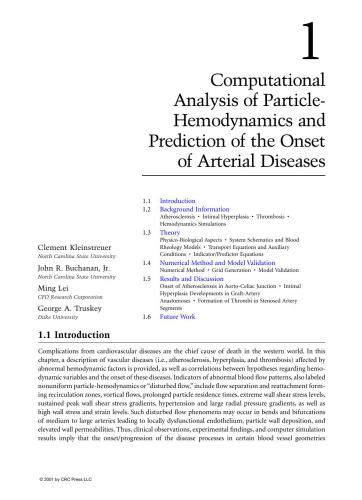 1
Computational
Analysis of Particle-
Hemodynamics and
Prediction of the Onset
of Arterial Diseases
1.1 Introduction
1.2 Background Information
Atherosclerosis • Intimal Hyperplasia • Thrombosis •
Hemodynamics Simulations
1.3 Theory
Physico-Biological Aspects • System Schematics and Blood
Rheology Models • Transport Equations and Auxiliary
Conditions • Indicator/Predictor Equations
1.4 Numerical Method and Model Validation
Numerical Method • Grid Generation • Model Validation
1.5 Results and Discussion
Onset of Atherosclerosis in Aorto-Celiac Junction • Intimal
Hyperplasia Developments in Graft-Artery
Anastomoses • Formation of Thrombi in Stenosed Artery
Segments
1.6 Future Work
Clement Kleinstreuer
North Carolina State University
John R. Buchanan, Jr.
North Carolina State University
Ming Lei
CFD Research Corporation
George A. Truskey
Duke University
1.1 Introduction
Complications from cardiovascular diseases are the chief cause of death in the western world. In this
chapter, a description of vascular diseases (i.e., atherosclerosis, hyperplasia, and thrombosis) affected by
abnormal hemodynamic factors is provided, as well as correlations between hypotheses regarding hemo-
dynamic variables and the onset of these diseases. Indicators of abnormal blood flow patterns, also labeled
nonuniform particle-hemodynamics or "disturbed flow," include flow separation and reattachment form-
ing recirculation zones, vortical flows, prolonged particle residence times, extreme wall shear stress levels,
sustained peak wall shear stress gradients, hypertension and large radial pressure gradients, as well as
high wall stress and strain levels. Such disturbed flow phenomena may occur in bends and bifurcations
of medium to large arteries leading to locally dysfunctional endothelium, particle wall deposition, and
elevated wall permeabilities. Thus, clinical observations, experimental findings, and computer simulation
results imply that the onset/progression of the disease processes in certain blood vessel geometries
© 2001 by CRC Press LLC